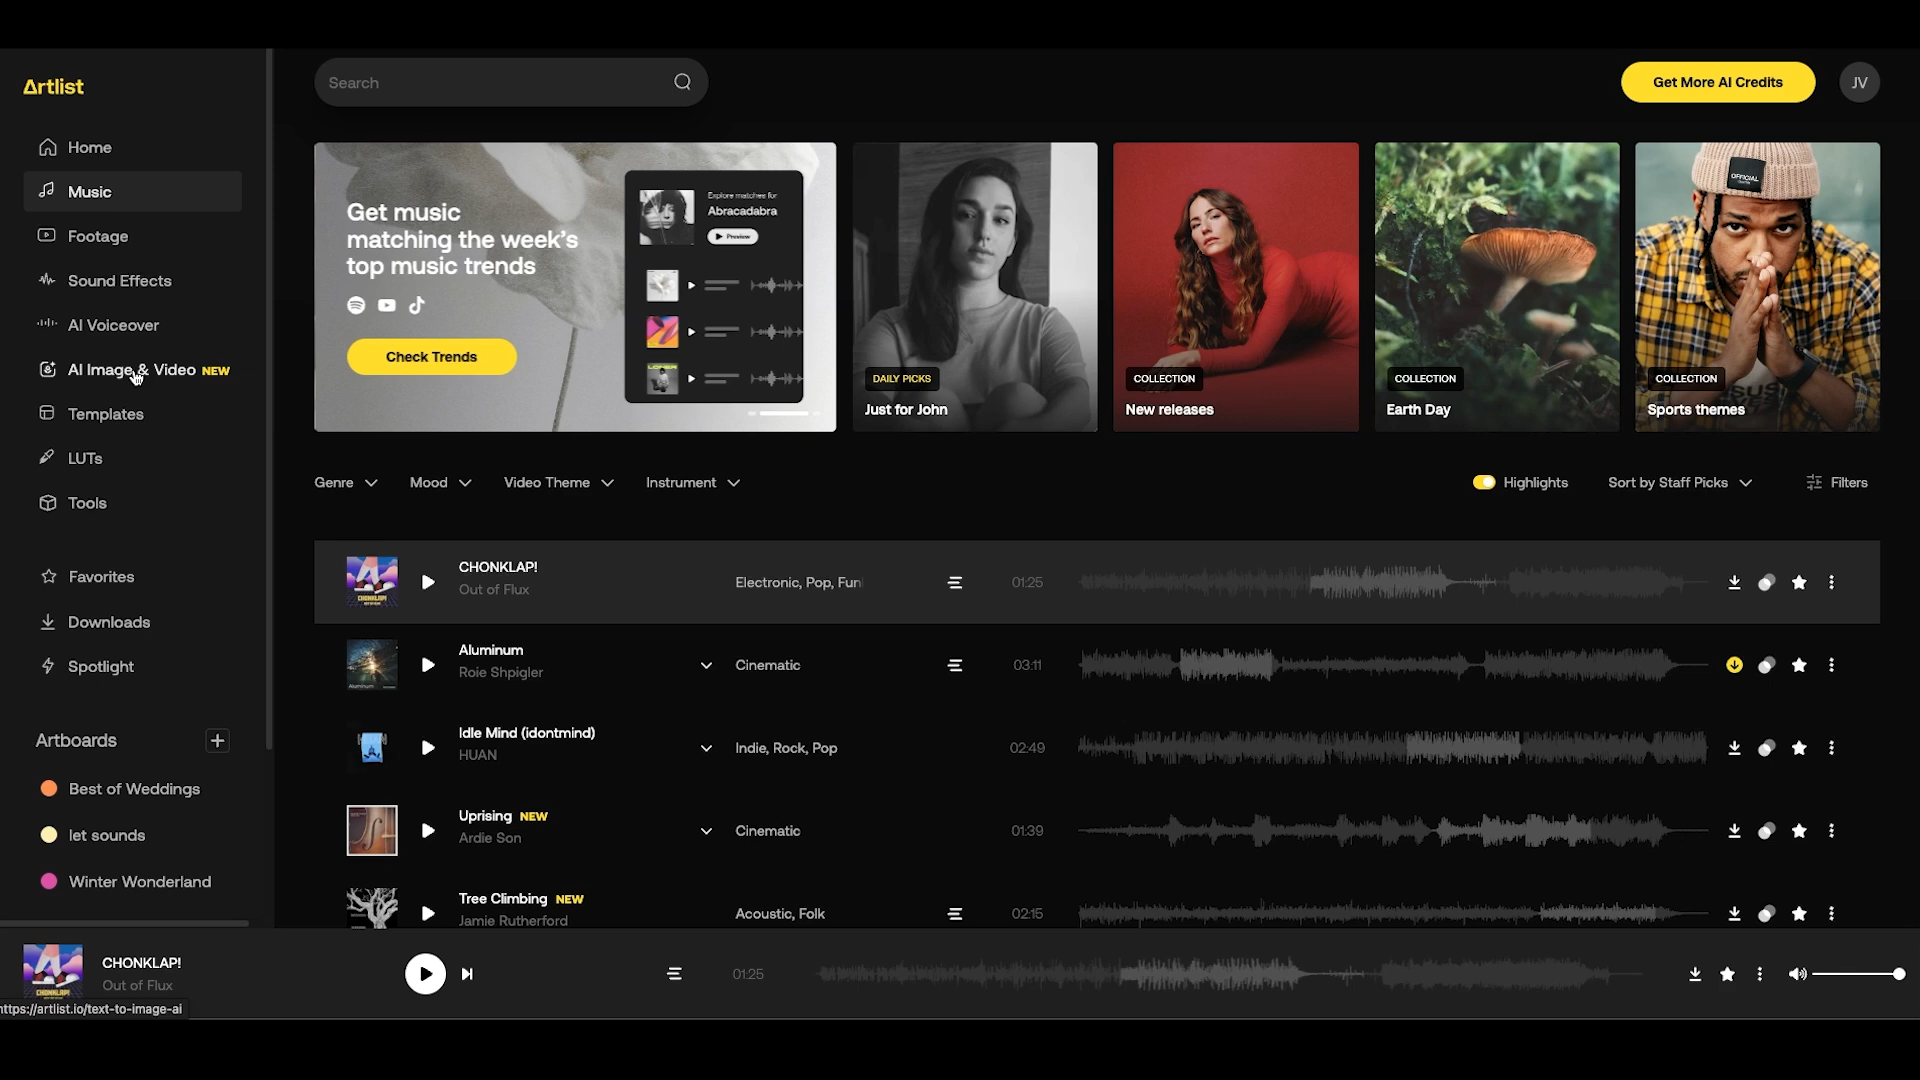 Artlist
Search
Get More AI Credits
JV
Home
Music
Footage
Sound Effects
AI Voiceover
AI Image & Video NEW
Templates
LUTs
Tools
Favorites
Downloads
Spotlight
Artboards
Best of Weddings
let sounds
Winter Wonderland
Get music
matching the week's
top music trends
Check Trends
Explore matches for
Abracadabra
Preview
DAILY PICKS
Just for John
COLLECTION
New releases
COLLECTION
Earth Day
OFFICIAL
COLLECTION
Sports themes
Genre
Mood
Video Theme
Instrument
Highlights
Sort by Staff Picks
Filters
CHONKLAP!
Out of Flux
Electronic, Pop, Fun
01:25
Aluminum
Roie Shpigler
Cinematic
03:11
Idle Mind (idontmind)
HUAN
Indie, Rock, Pop
02:49
Uprising NEW
Ardie Son
Cinematic
01:39
Tree Climbing NEW
Jamie Rutherford
Acoustic, Folk
02:15
CHONKLAP!
Out of Flux
01:25
https://artlist.io/text-to-image-ai